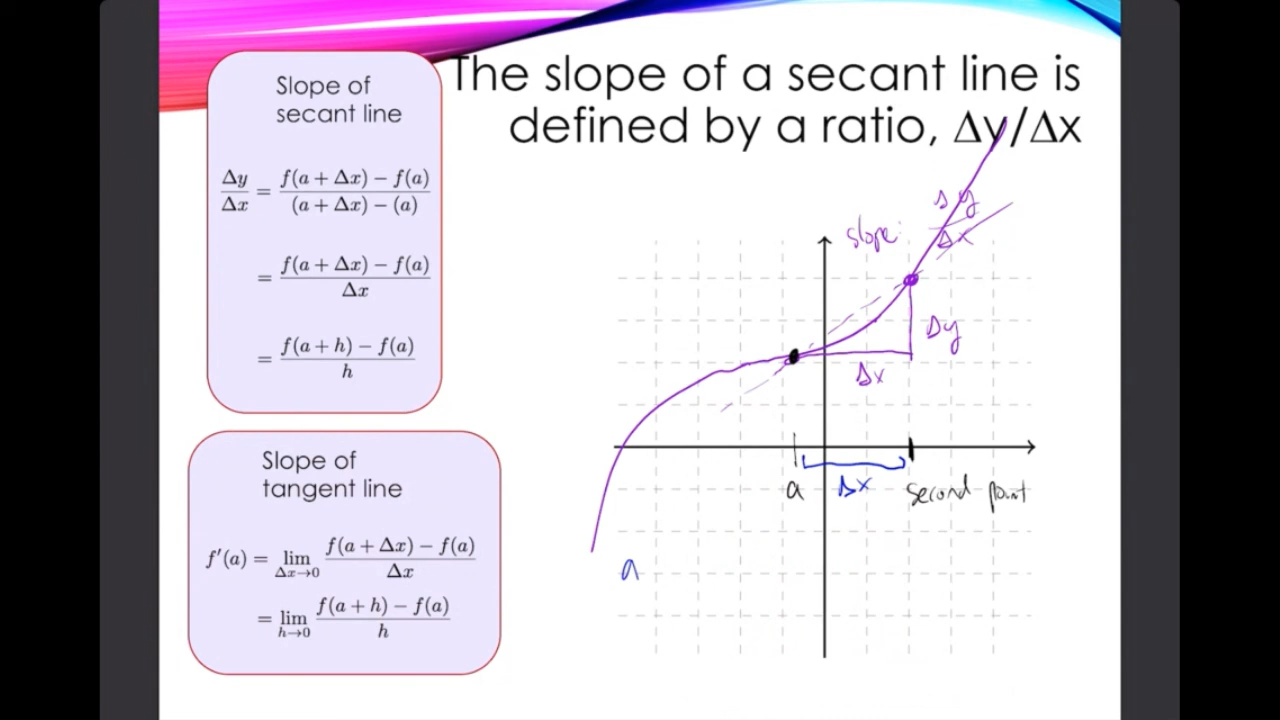 The slope of a secant line is
defined by a ratio, Δy/Δx
Slope of
secant line
Δy/Δx = (f(a + Δx) − f(a))/((a + Δx) − (a))
= (f(a + Δx) − f(a))/Δx
= (f(a + h) − f(a))/h
Slope of
tangent line
f′(a) = lim Δx→0 (f(a + Δx) − f(a))/Δx
= lim h→0 (f(a + h) − f(a))/h
slope: Δy/Δx
Δy
Δx
a Δx second point
a